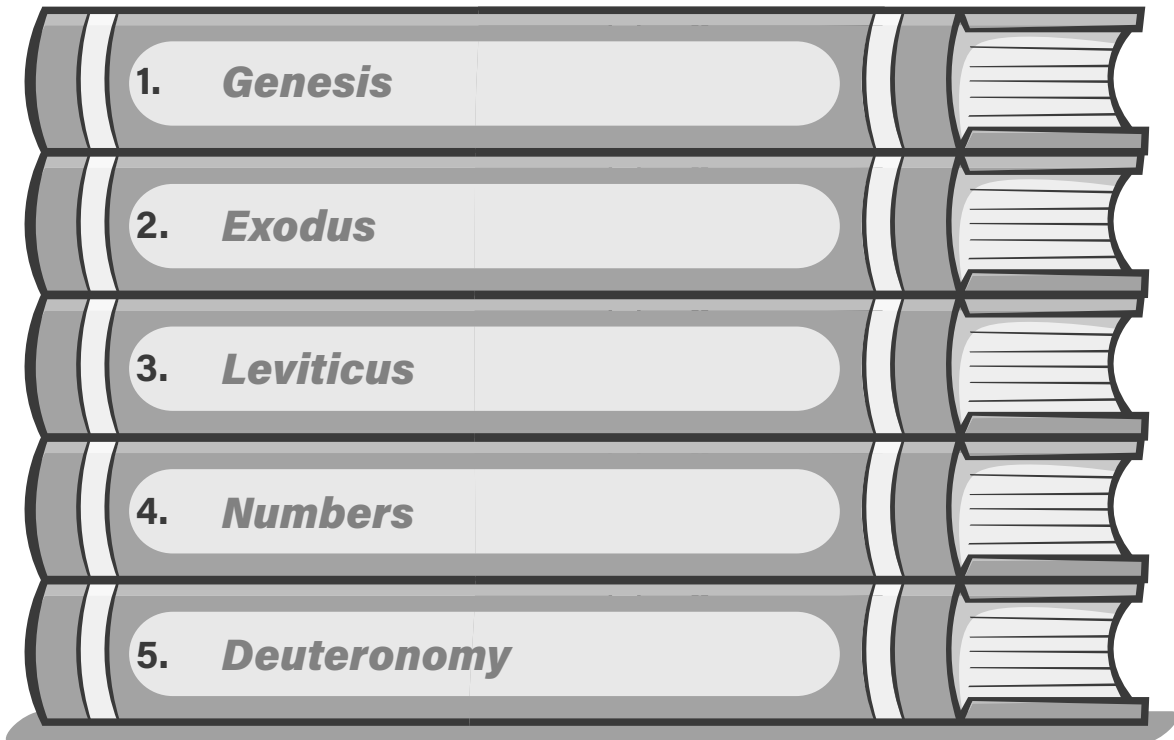 1. Genesis
2. Exodus
3. Leviticus
4. Numbers
5. Deuteronomy